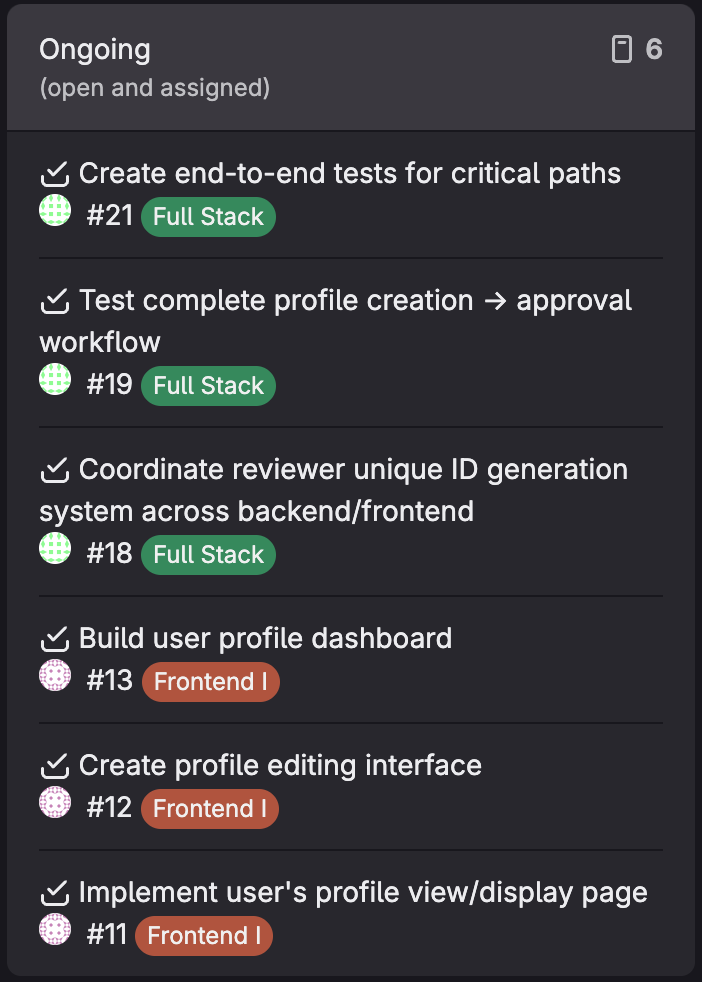 Ongoing 6
(open and assigned)
Create end-to-end tests for critical paths
#21 Full Stack
Test complete profile creation → approval
workflow
#19 Full Stack
Coordinate reviewer unique ID generation
system across backend/frontend
#18 Full Stack
Build user profile dashboard
#13 Frontend I
Create profile editing interface
#12 Frontend I
Implement user's profile view/display page
#11 Frontend I